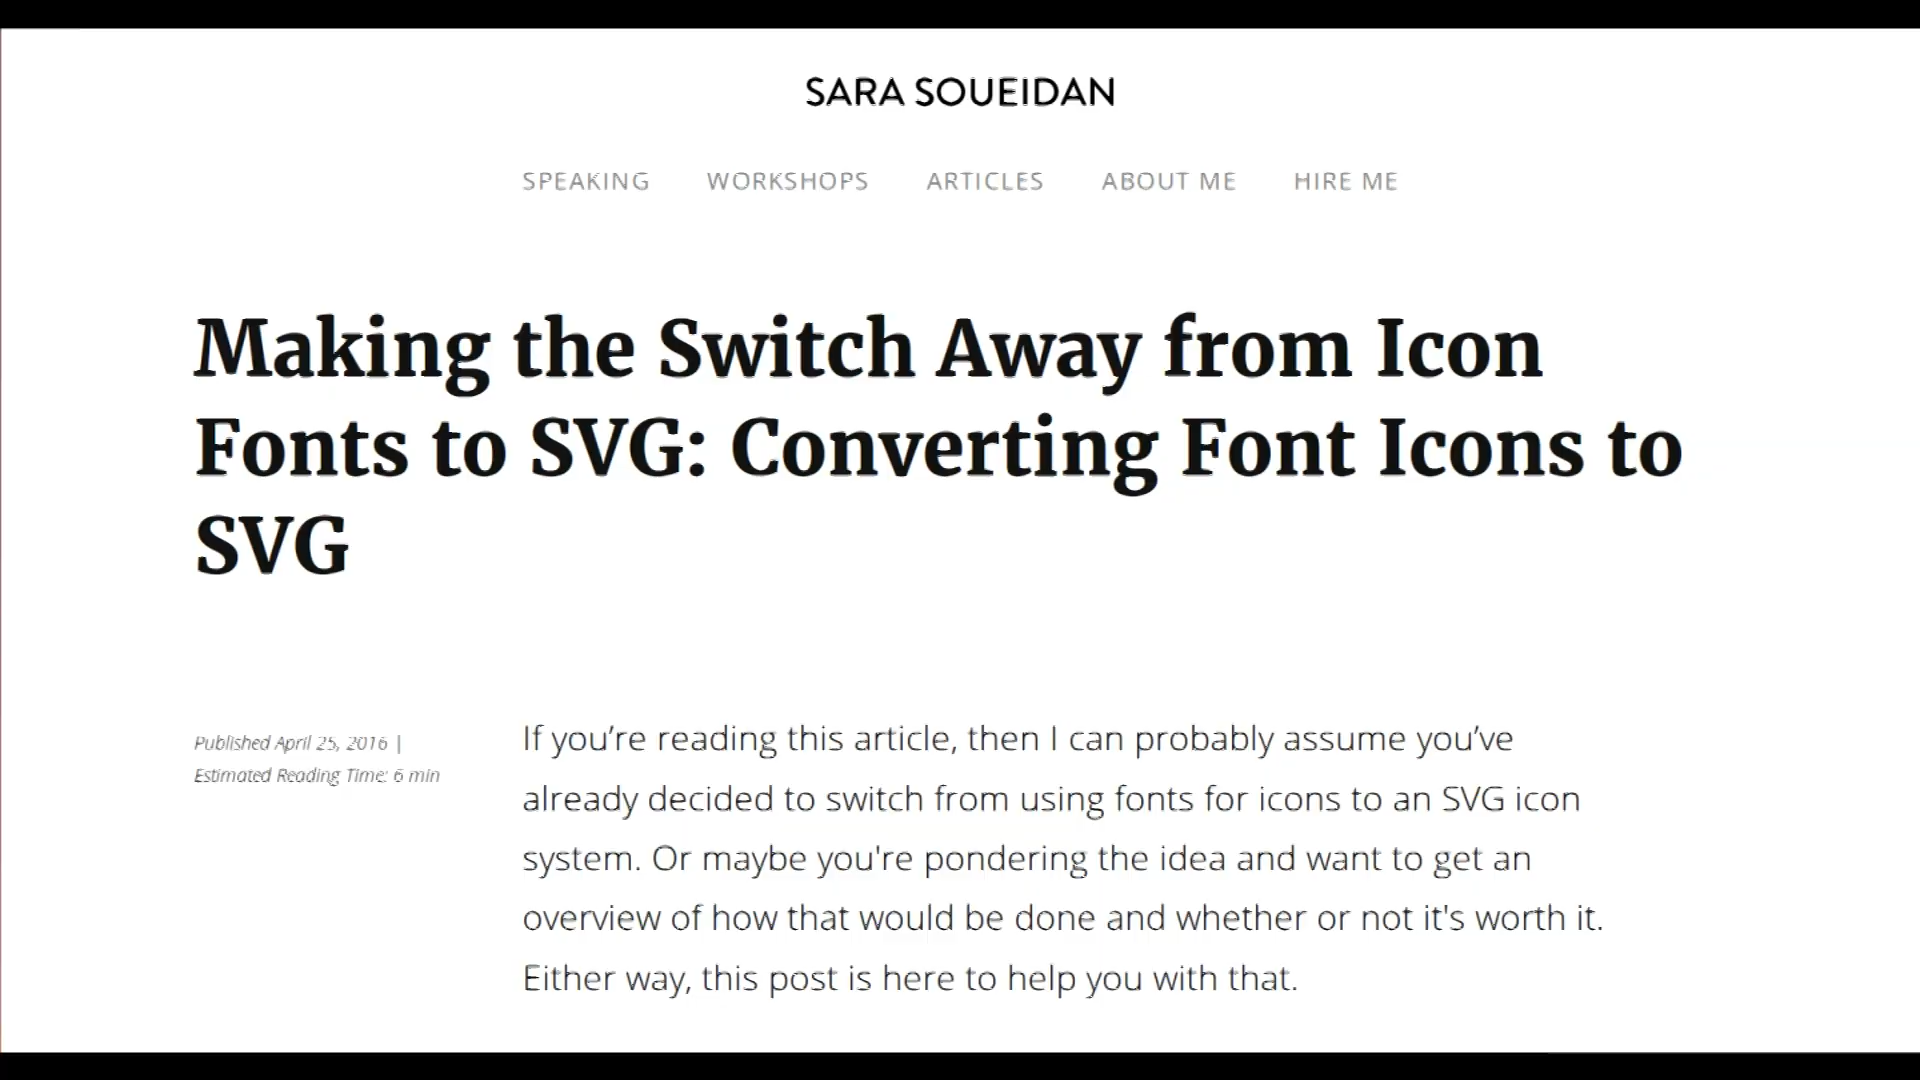 SARA SOUEIDAN
SPEAKING WORKSHOPS ARTICLES ABOUT ME HIRE ME
Making the Switch Away from Icon
Fonts to SVG: Converting Font Icons to
SVG
Published April 25, 2016 |
Estimated Reading Time: 6 min
If you’re reading this article, then I can probably assume you’ve
already decided to switch from using fonts for icons to an SVG icon
system. Or maybe you're pondering the idea and want to get an
overview of how that would be done and whether or not it's worth it.
Either way, this post is here to help you with that.